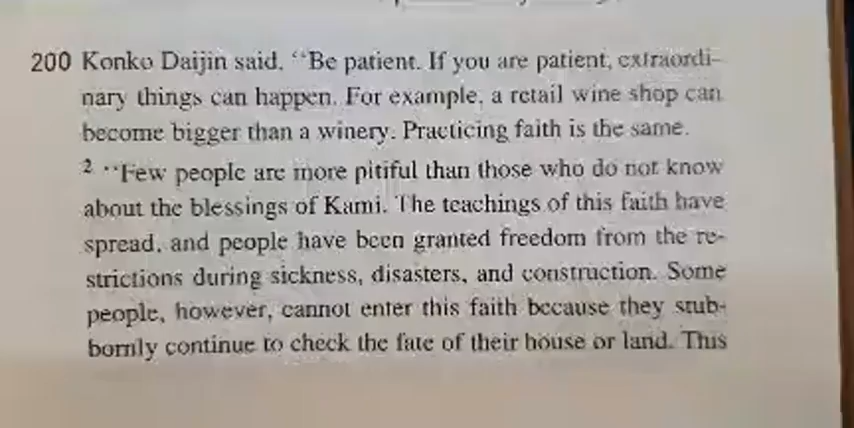 200 Konko Daijin said, “Be patient. If you are patient, extraordi-
nary things can happen. For example, a retail wine shop can
become bigger than a winery. Practicing faith is the same.
2 “Few people are more pitiful than those who do not know
about the blessings of Kami. The teachings of this faith have
spread, and people have been granted freedom from the re-
strictions during sickness, disasters, and construction. Some
people, however, cannot enter this faith because they stub-
bornly continue to check the fate of their house or land. This